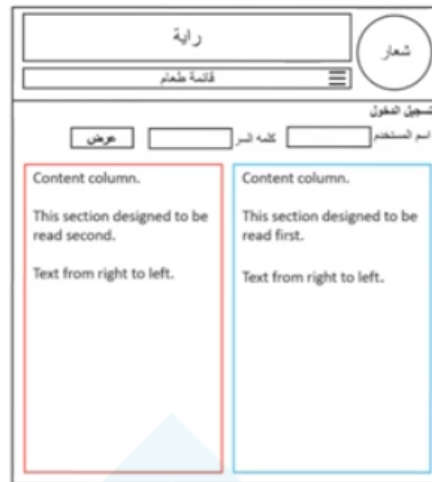 شعار
راية
قائمة طعام
تسجيل الدخول
اسم المستخدم
كلمه السر
عرض
Content column.
This section designed to be
read first.
Text from right to left.
Content column.
This section designed to be
read second.
Text from right to left.